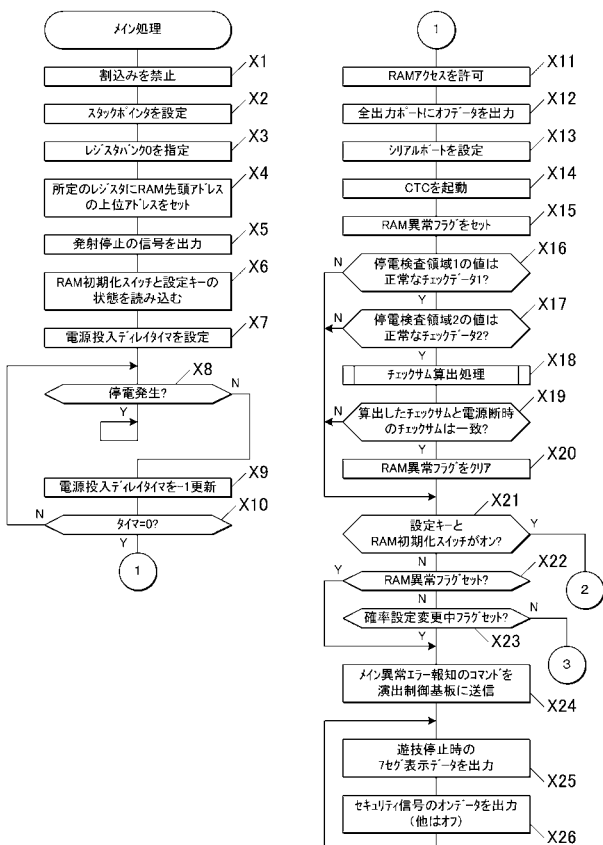 メイン処理
割込みを禁止
X1
スタックポインタを設定
X2
レジスタバンク0を指定
X3
所定のレジスタにRAM先頭アドレス
の上位アドレスをセット
X4
発射停止の信号を出力
X5
RAM初期化スイッチと設定キーの
状態を読み込む
X6
電源投入ディレイタイマを設定
X7
停電発生?
X8
N
Y
電源投入ディレイタイマを-1更新
X9
タイマ=0?
X10
N
Y
1
1
RAMアクセスを許可
X11
全出力ポートにオフデータを出力
X12
シリアルポートを設定
X13
CTCを起動
X14
RAM異常フラグをセット
X15
停電検査領域1の値は
正常なチェックデータ1?
X16
N
Y
停電検査領域2の値は
正常なチェックデータ2?
X17
N
Y
チェックサム算出処理
X18
算出したチェックサムと電源断時
のチェックサムは一致?
X19
N
Y
RAM異常フラグをクリア
X20
設定キーと
RAM初期化スイッチがオン?
X21
Y
N
2
RAM異常フラグセット?
X22
Y
N
確率設定変更中フラグセット?
X23
N
Y
3
メイン異常エラー報知のコマンドを
演出制御基板に送信
X24
遊技停止時の
7セグ表示データを出力
X25
セキュリティ信号のオンデータを出力
(他はオフ)
X26